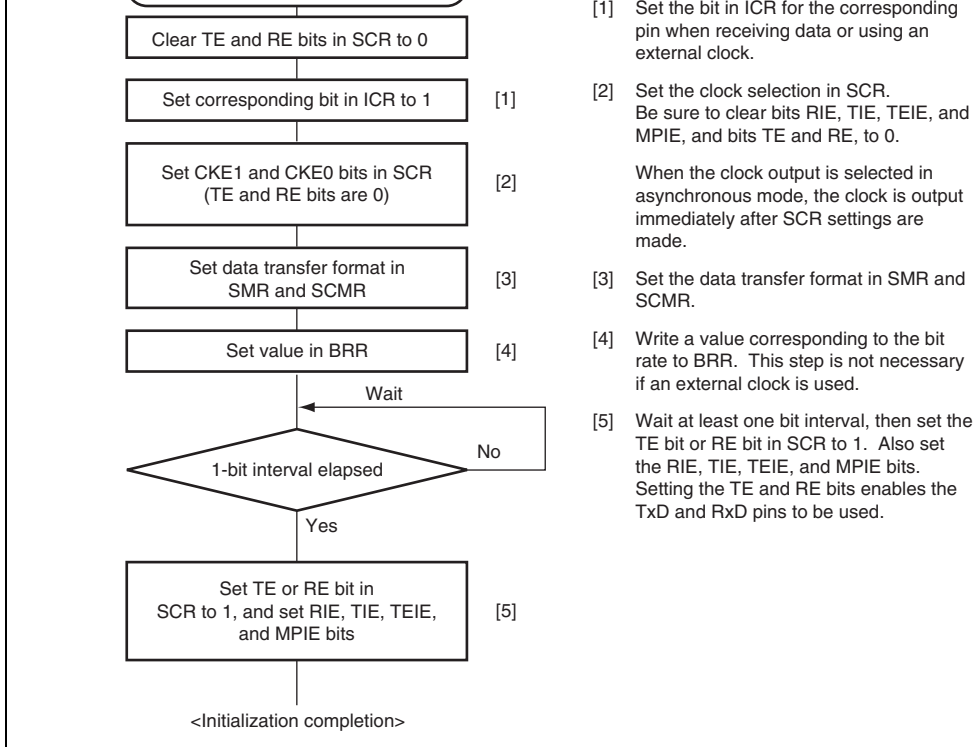 Clear TE and RE bits in SCR to 0
Set corresponding bit in ICR to 1
[1]
Set CKE1 and CKE0 bits in SCR
(TE and RE bits are 0)
[2]
Set data transfer format in
SMR and SCMR
[3]
Set value in BRR
[4]
Wait
1-bit interval elapsed
No
Yes
Set TE or RE bit in
SCR to 1, and set RIE, TIE, TEIE,
and MPIE bits
[5]
<Initialization completion>
[1] Set the bit in ICR for the corresponding
pin when receiving data or using an
external clock.
[2] Set the clock selection in SCR.
Be sure to clear bits RIE, TIE, TEIE, and
MPIE, and bits TE and RE, to 0.
When the clock output is selected in
asynchronous mode, the clock is output
immediately after SCR settings are
made.
[3] Set the data transfer format in SMR and
SCMR.
[4] Write a value corresponding to the bit
rate to BRR. This step is not necessary
if an external clock is used.
[5] Wait at least one bit interval, then set the
TE bit or RE bit in SCR to 1. Also set
the RIE, TIE, TEIE, and MPIE bits.
Setting the TE and RE bits enables the
TxD and RxD pins to be used.